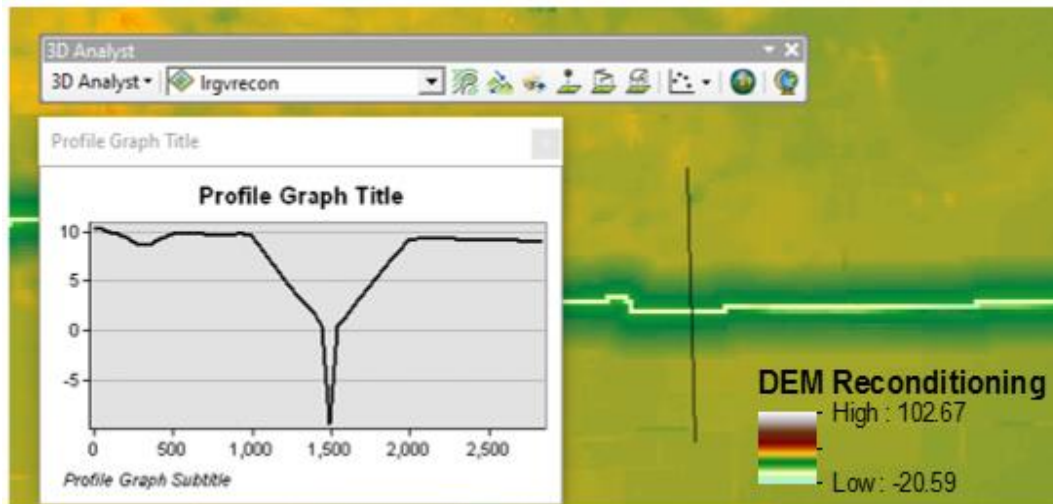 3D Analyst
3D Analyst lrgvrecon
Profile Graph Title
Profile Graph Title
10
5
0
-5
0 500 1,000 1,500 2,000 2,500
Profile Graph Subtitle
DEM Reconditioning
High : 102.67
Low : -20.59